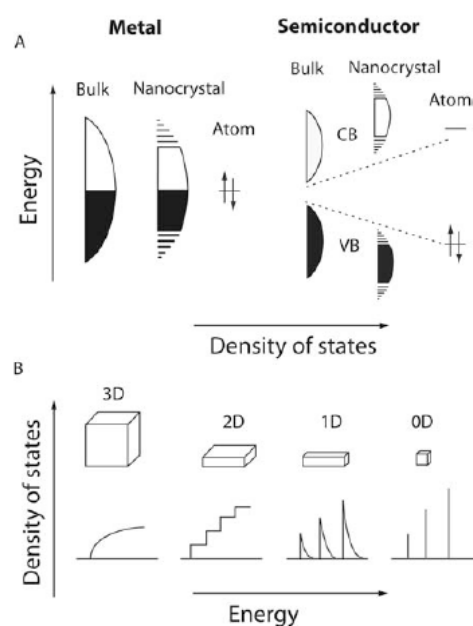 A
Metal
Semiconductor
Bulk
Nanocrystal
Atom
Bulk
Nanocrystal
Atom
CB
VB
Energy
Density of states
B
3D
2D
1D
0D
Density of states
Energy